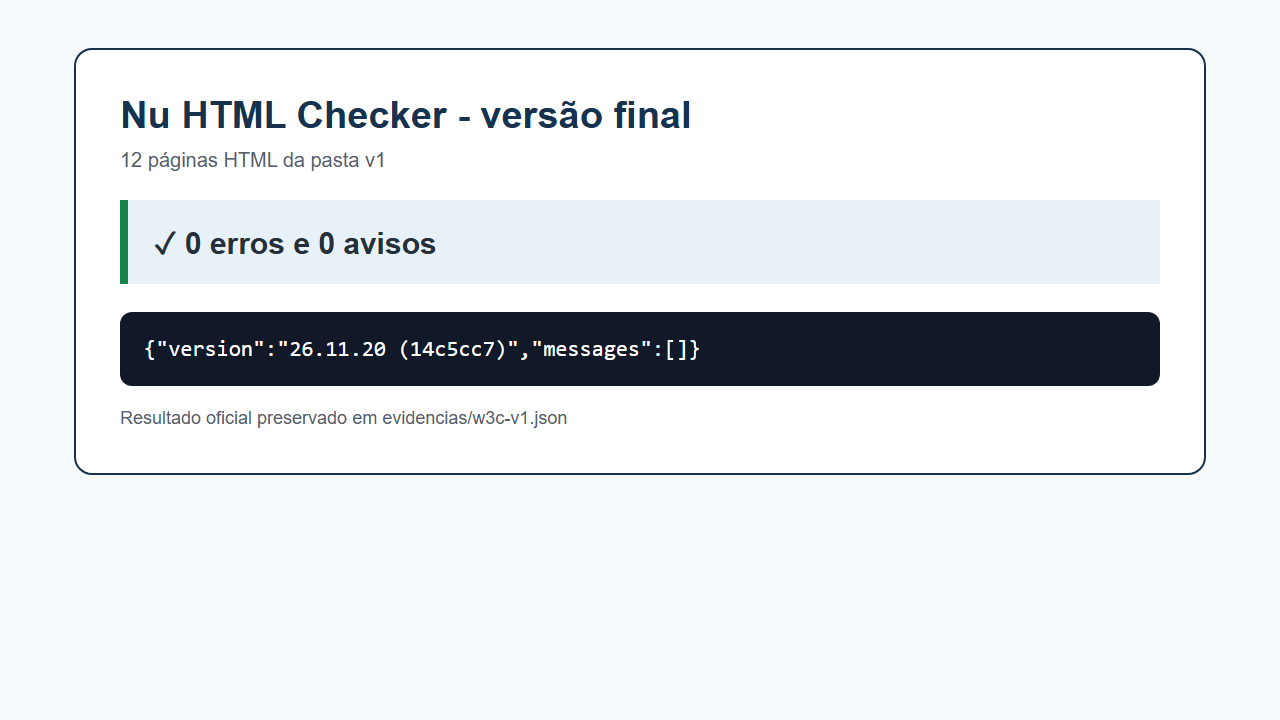 Nu HTML Checker - versão final
12 páginas HTML da pasta v1
✓ 0 erros e 0 avisos
{"version":"26.11.20 (14c5cc7)","messages":[]}
Resultado oficial preservado em evidencias/w3c-v1.json